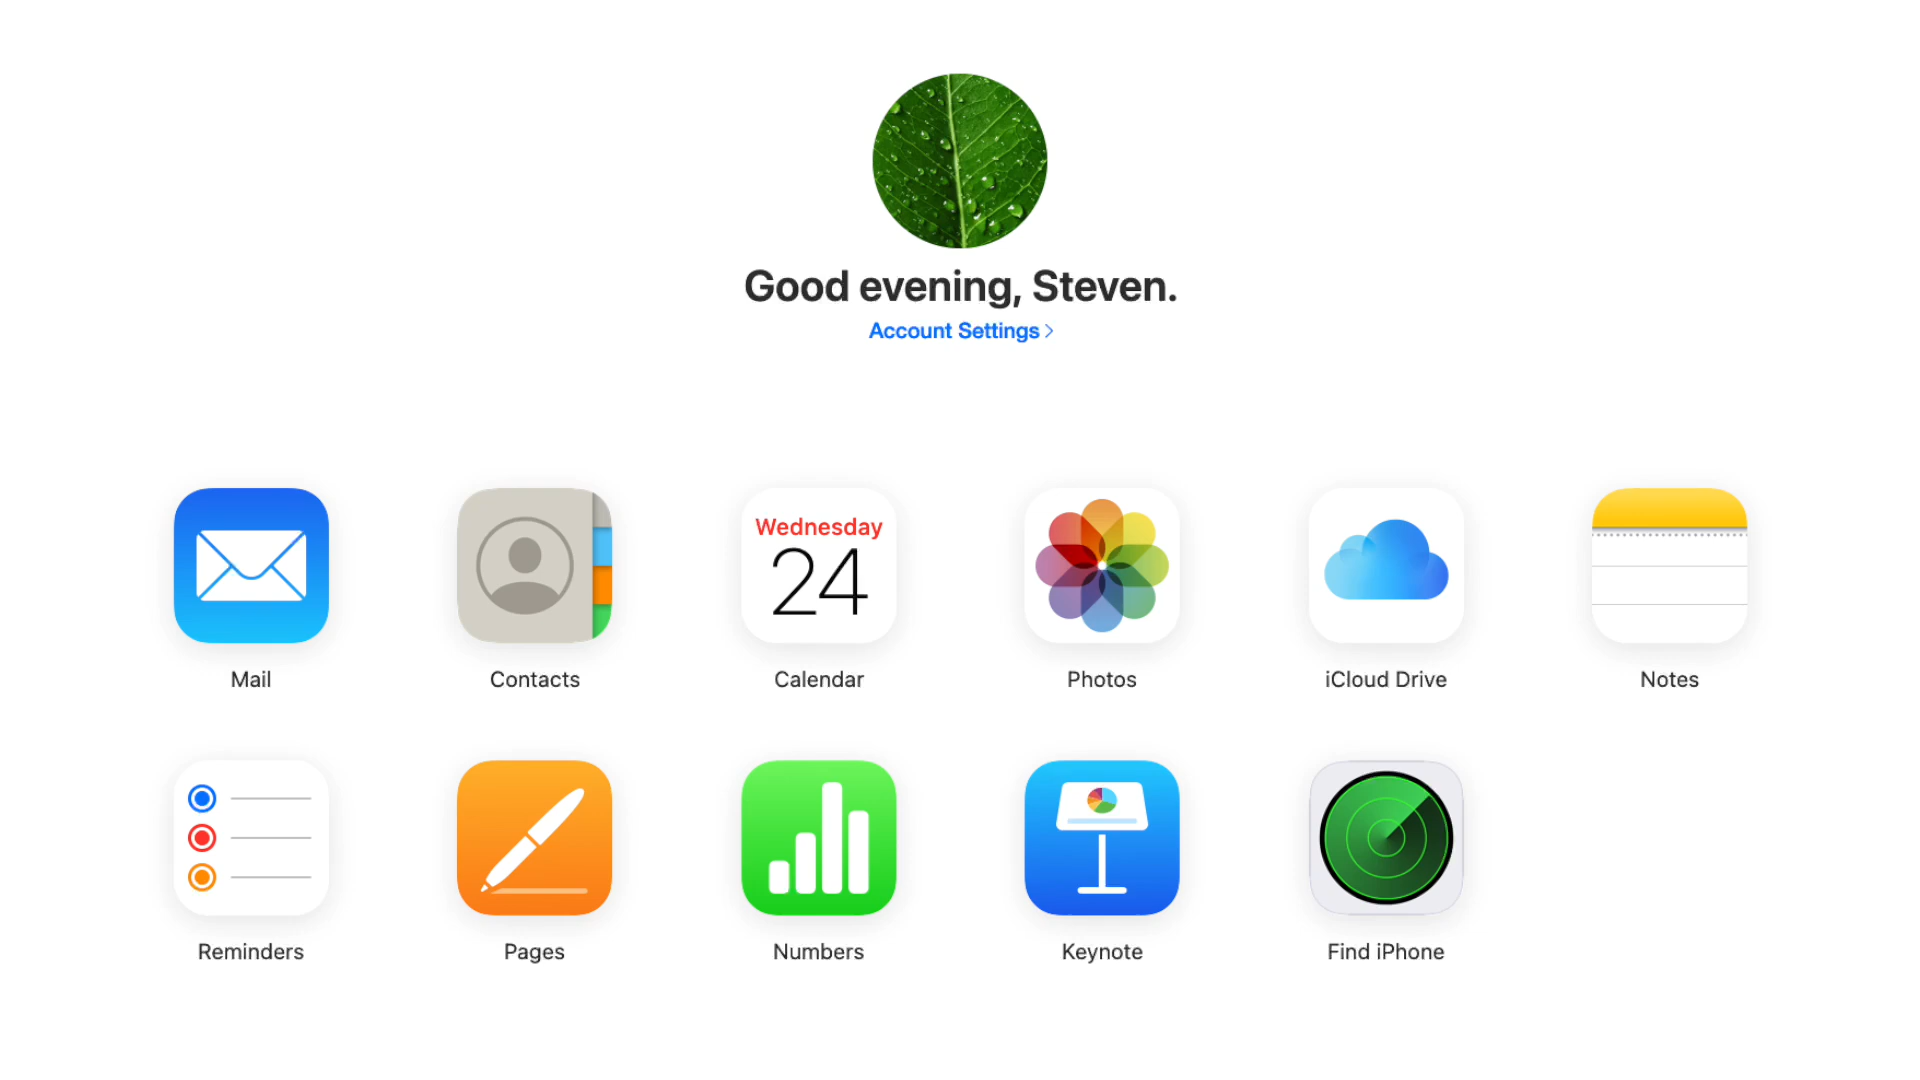 Good evening, Steven.
Account Settings >
Wednesday
24
Mail
Contacts
Calendar
Photos
iCloud Drive
Notes
Reminders
Pages
Numbers
Keynote
Find iPhone